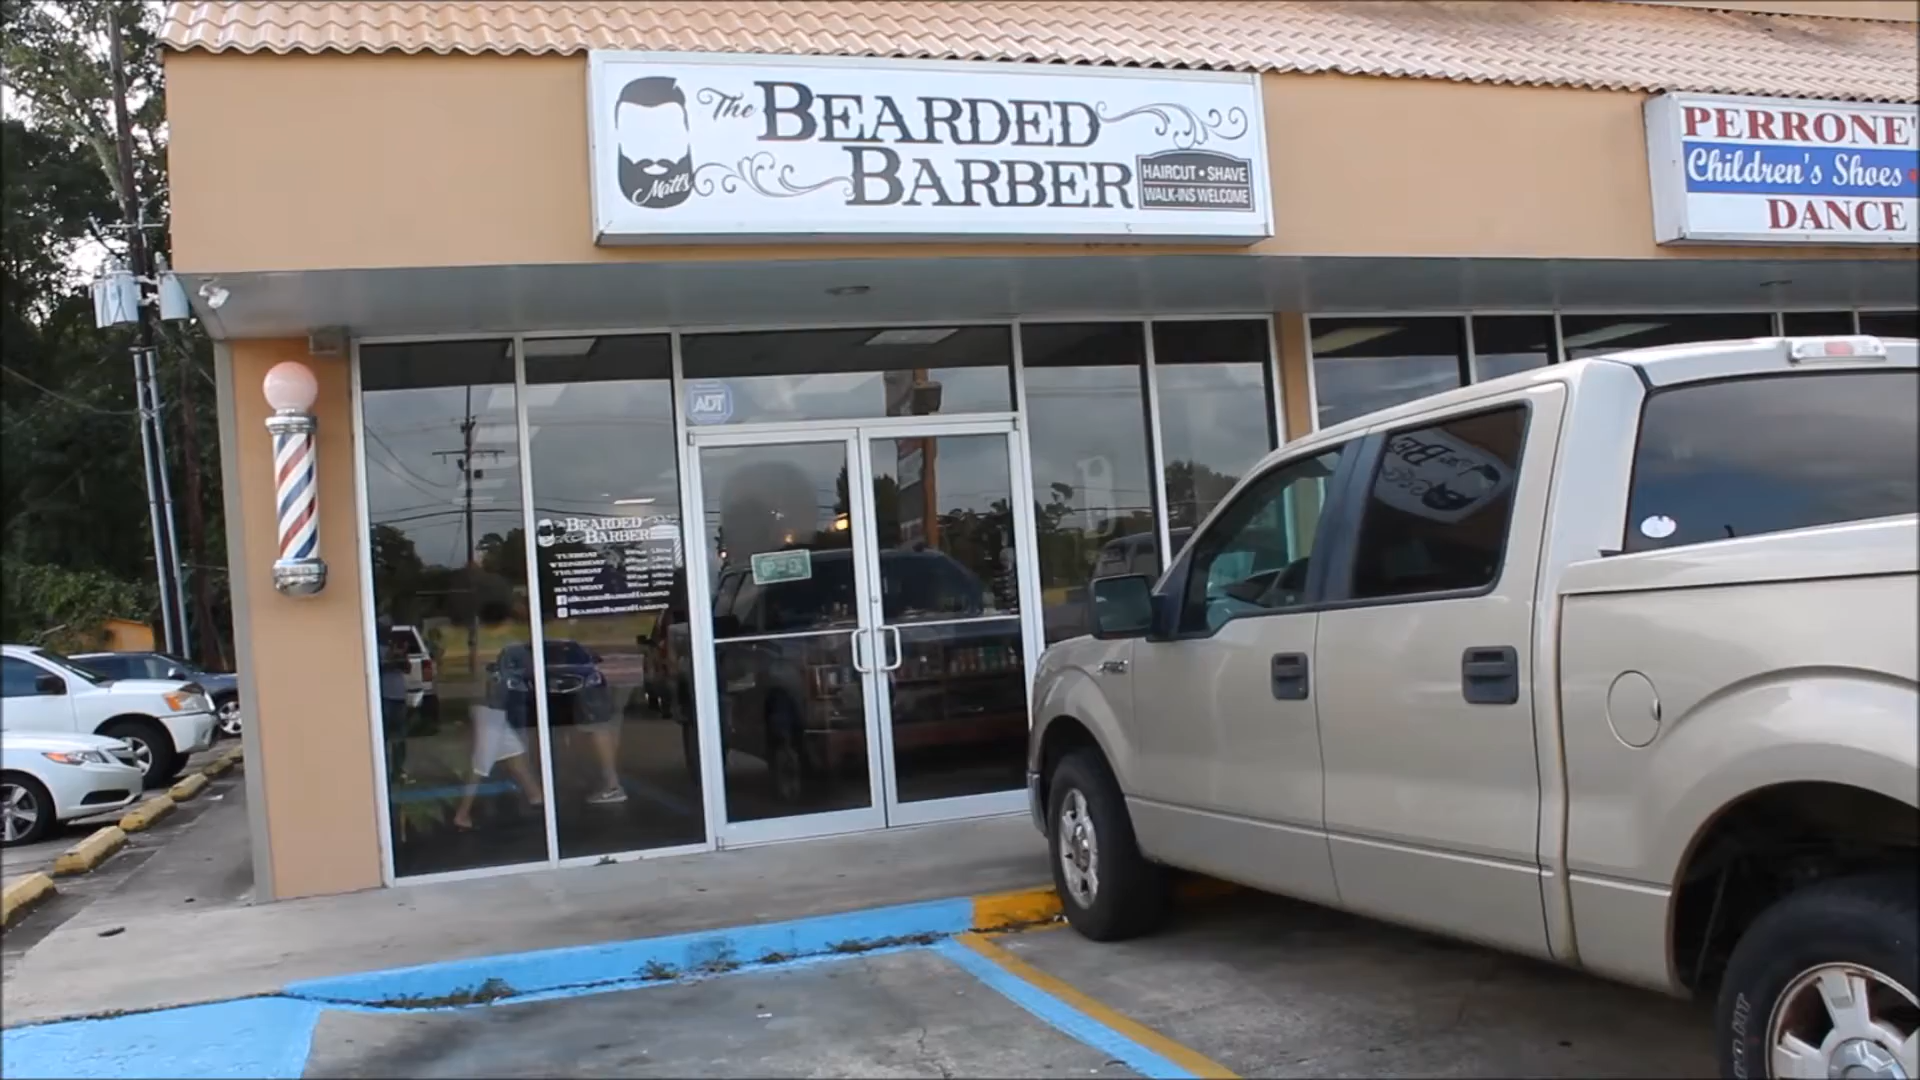 The BEARDED
BARBER
Matt's
HAIRCUT • SHAVE
WALK-INS WELCOME
PERRONE'
Children's Shoes
DANCE
ADT
BEARDED
BARBER
TUESDAY
WEDNESDAY
THURSDAY
FRIDAY
SATURDAY